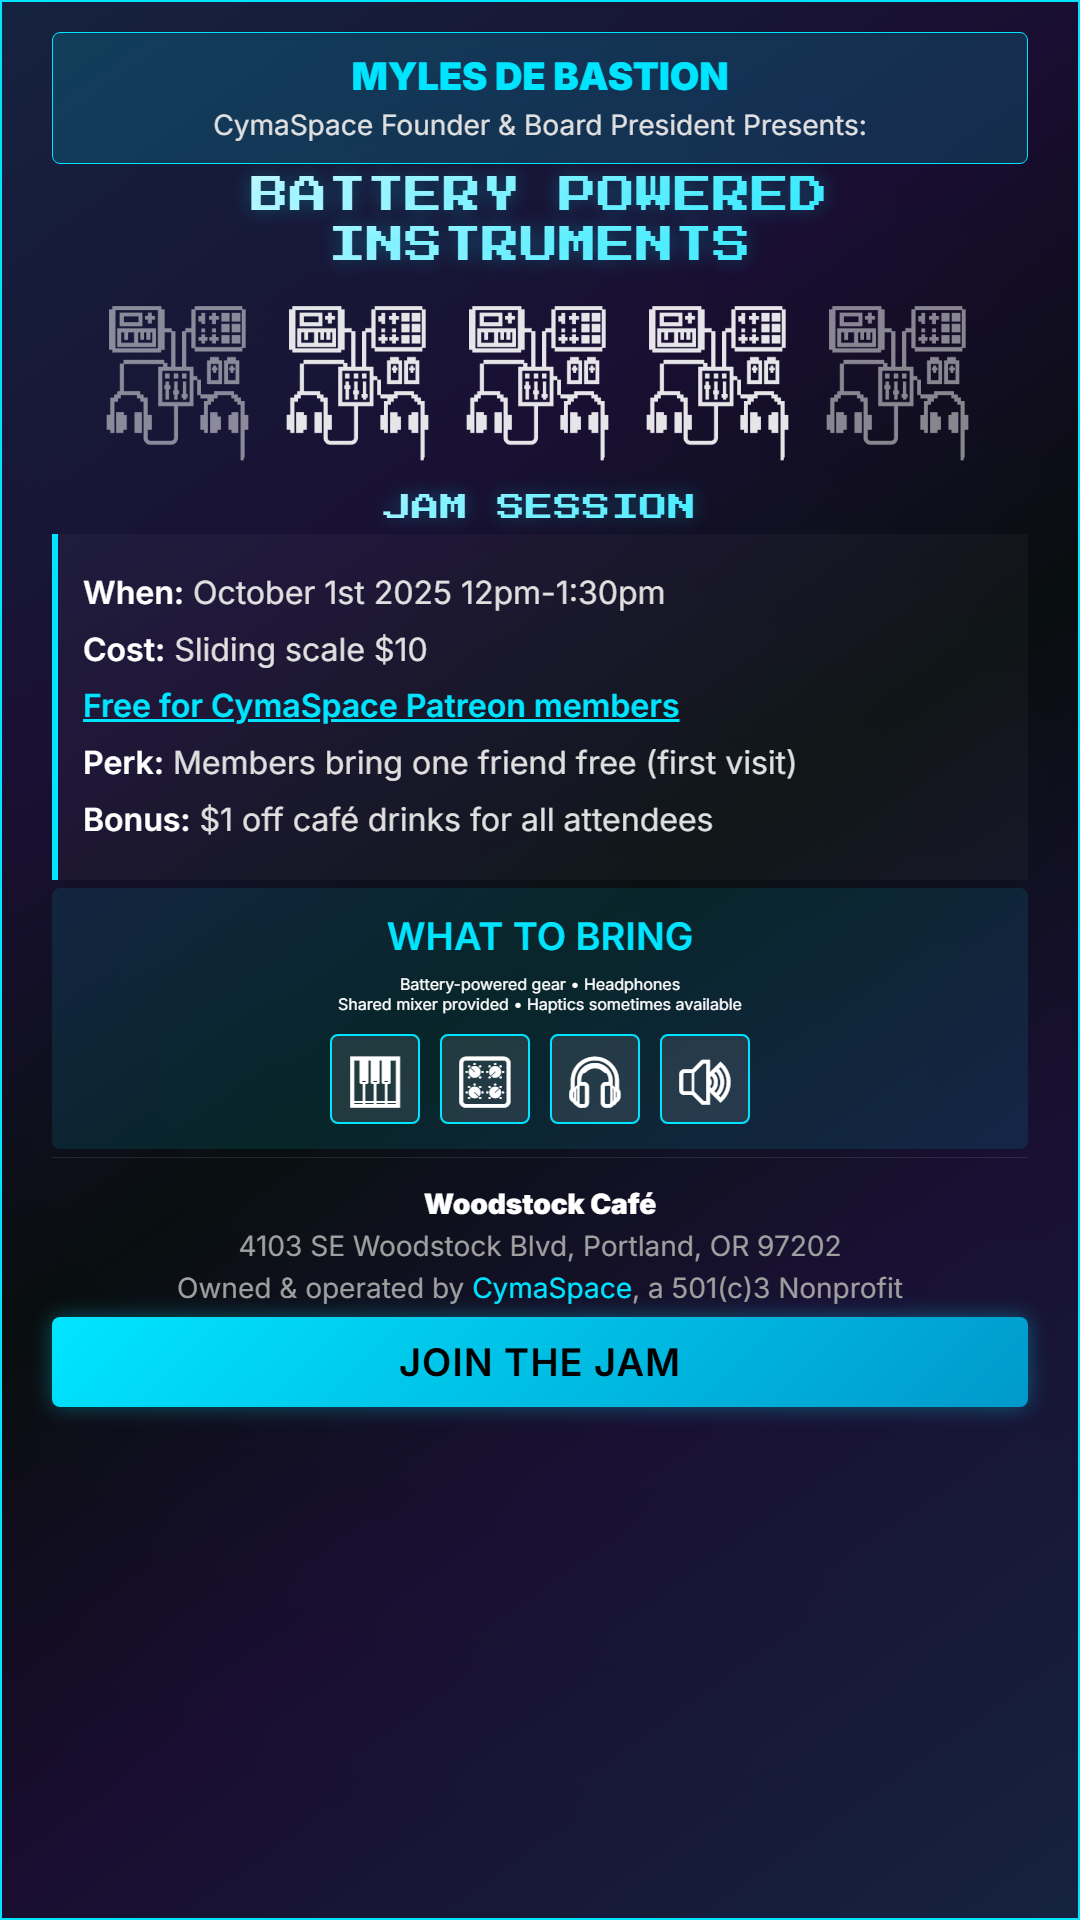 MYLES DE BASTION
CymaSpace Founder & Board President Presents:
BATTERY POWERED
INSTRUMENTS
JAM SESSION
When: October 1st 2025 12pm-1:30pm
Cost: Sliding scale $10
Free for CymaSpace Patreon members
Perk: Members bring one friend free (first visit)
Bonus: $1 off café drinks for all attendees
WHAT TO BRING
Battery-powered gear • Headphones
Shared mixer provided • Haptics sometimes available
Woodstock Café
4103 SE Woodstock Blvd, Portland, OR 97202
Owned & operated by CymaSpace, a 501(c)3 Nonprofit
JOIN THE JAM